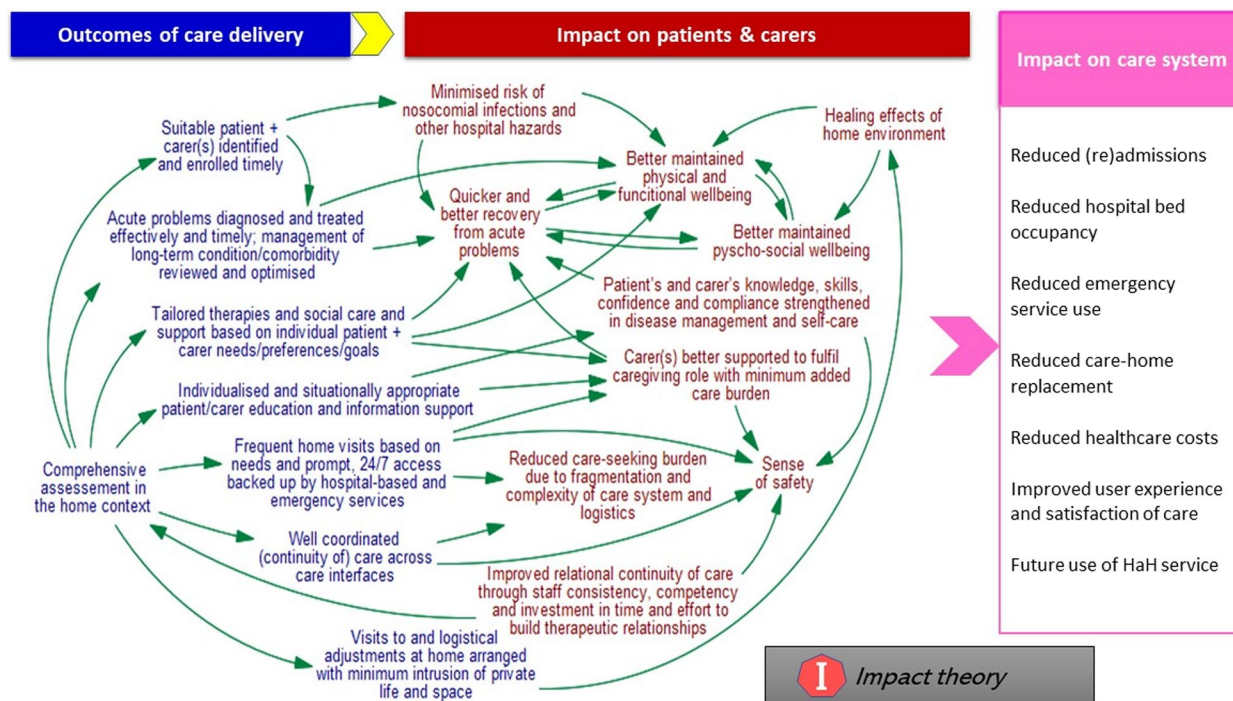 Outcomes of care delivery
Impact on patients & carers
Impact on care system
Minimised risk of
nosocomial infections and
other hospital hazards
Healing effects of
home environment
Suitable patient +
carer(s) identified
and enrolled timely
Better maintained
physical and
functional wellbeing
Quicker and
better recovery
from acute
problems
Acute problems diagnosed and treated
effectively and timely; management of
long-term condition/comorbidity
reviewed and optimised
Better maintained
pyscho-social wellbeing
Patient's and carer's knowledge, skills,
confidence and compliance strengthened
in disease management and self-care
Tailored therapies and social care and
support based on individual patient +
carer needs/preferences/goals
Carer(s) better supported to fulfil
caregiving role with minimum added
care burden
Individualised and situationally appropriate
patient/carer education and information support
Frequent home visits based on
needs and prompt, 24/7 access
backed up by hospital-based and
emergency services
Reduced care-seeking burden
due to fragmentation and
complexity of care system and
logistics
Sense
of safety
Comprehensive
assessement in
the home context
Well coordinated
(continuity of) care across
care interfaces
Improved relational continuity of care
through staff consistency, competency
and investment in time and effort to
build therapeutic relationships
Visits to and logistical
adjustments at home arranged
with minimum intrusion of private
life and space
Reduced (re)admissions
Reduced hospital bed
occupancy
Reduced emergency
service use
Reduced care-home
replacement
Reduced healthcare costs
Improved user experience
and satisfaction of care
Future use of HaH service
I Impact theory